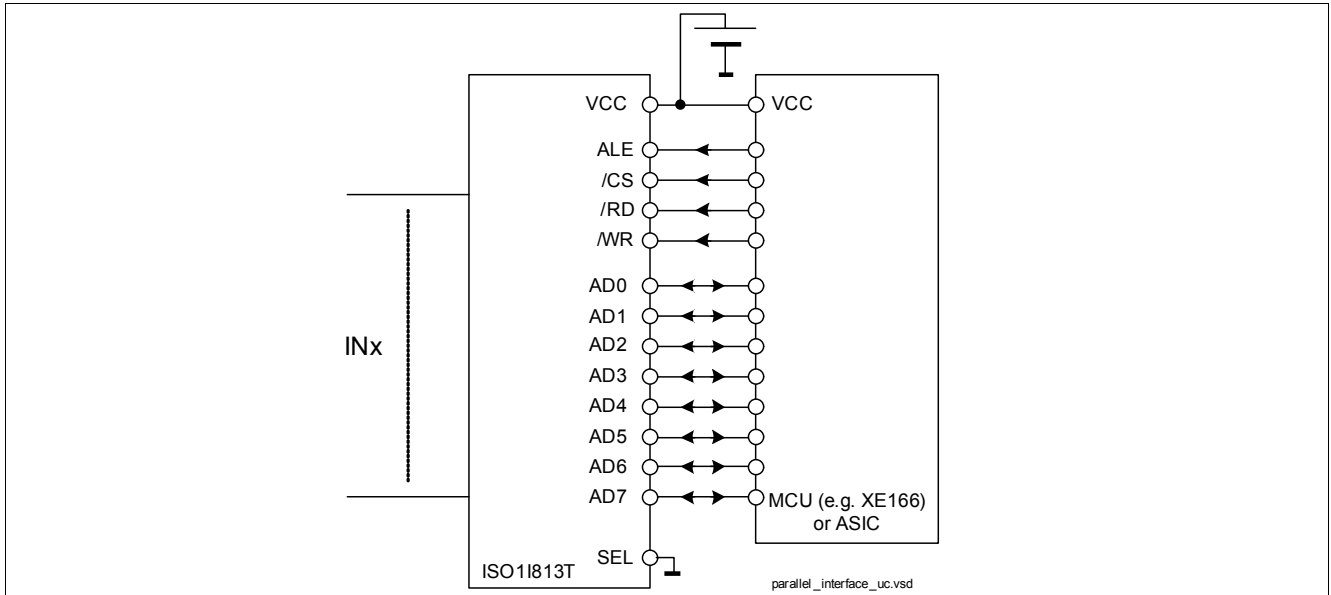 VCC VCC
ALE
/CS
/RD
/WR
AD0
AD1
AD2
INx
AD3
AD4
AD5
AD6
AD7 MCU (e.g. XE166)
or ASIC
SEL
ISO1I813T
parallel_interface_uc.vsd